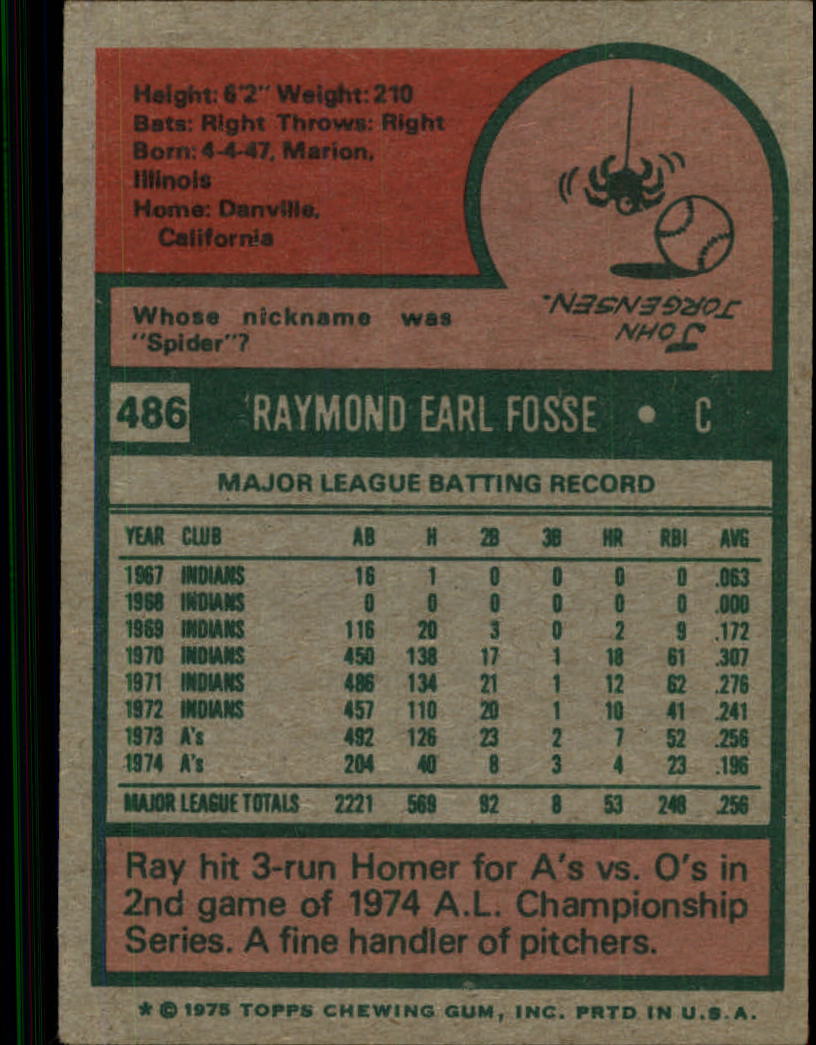 Height: 6'2" Weight: 210
Bats: Right Throws: Right
Born: 4-4-47, Marion,
Illinois
Home: Danville,
California
Whose nickname was
"Spider"?
JOHN
JORGENSEN.
486 RAYMOND EARL FOSSE • C
MAJOR LEAGUE BATTING RECORD
YEAR CLUB AB H 2B 3B HR RBI AVG
1967 INDIANS 16 1 0 0 0 0 .063
1968 INDIANS 0 0 0 0 0 0 .000
1969 INDIANS 116 20 3 0 2 9 .172
1970 INDIANS 450 138 17 1 18 61 .307
1971 INDIANS 486 134 21 1 12 62 .276
1972 INDIANS 457 110 20 1 10 41 .241
1973 A's 492 126 23 2 7 52 .256
1974 A's 204 40 8 3 4 23 .196
MAJOR LEAGUE TOTALS 2221 569 92 8 53 248 .256
Ray hit 3-run Homer for A's vs. O's in
2nd game of 1974 A.L. Championship
Series. A fine handler of pitchers.
* © 1975 TOPPS CHEWING GUM, INC. PRTD IN U.S.A.